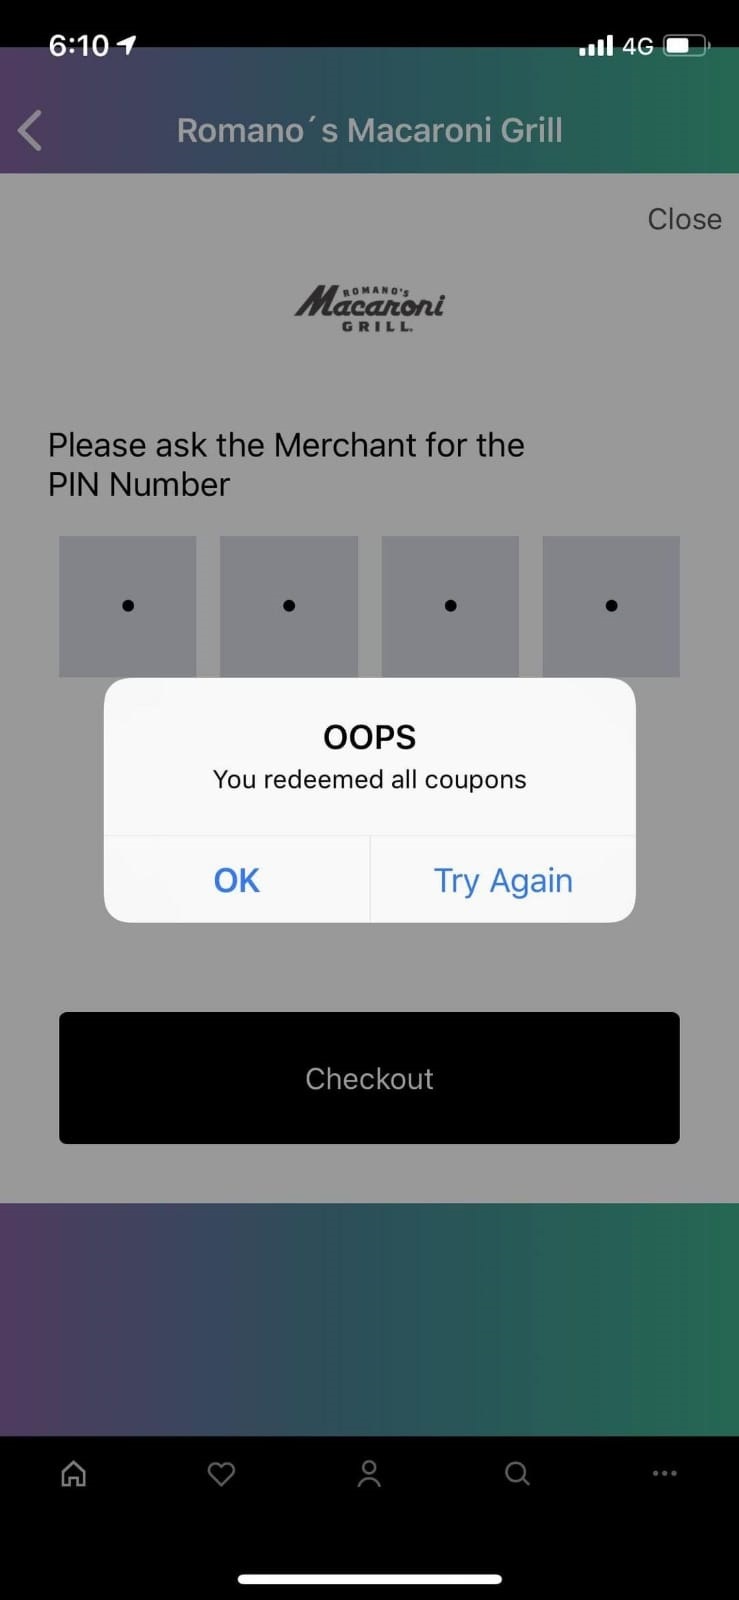 6:10
4G
Romano´s Macaroni Grill
Close
ROMANO'S
Macaroni
GRILL.
Please ask the Merchant for the
PIN Number
OOPS
You redeemed all coupons
OK
Try Again
Checkout